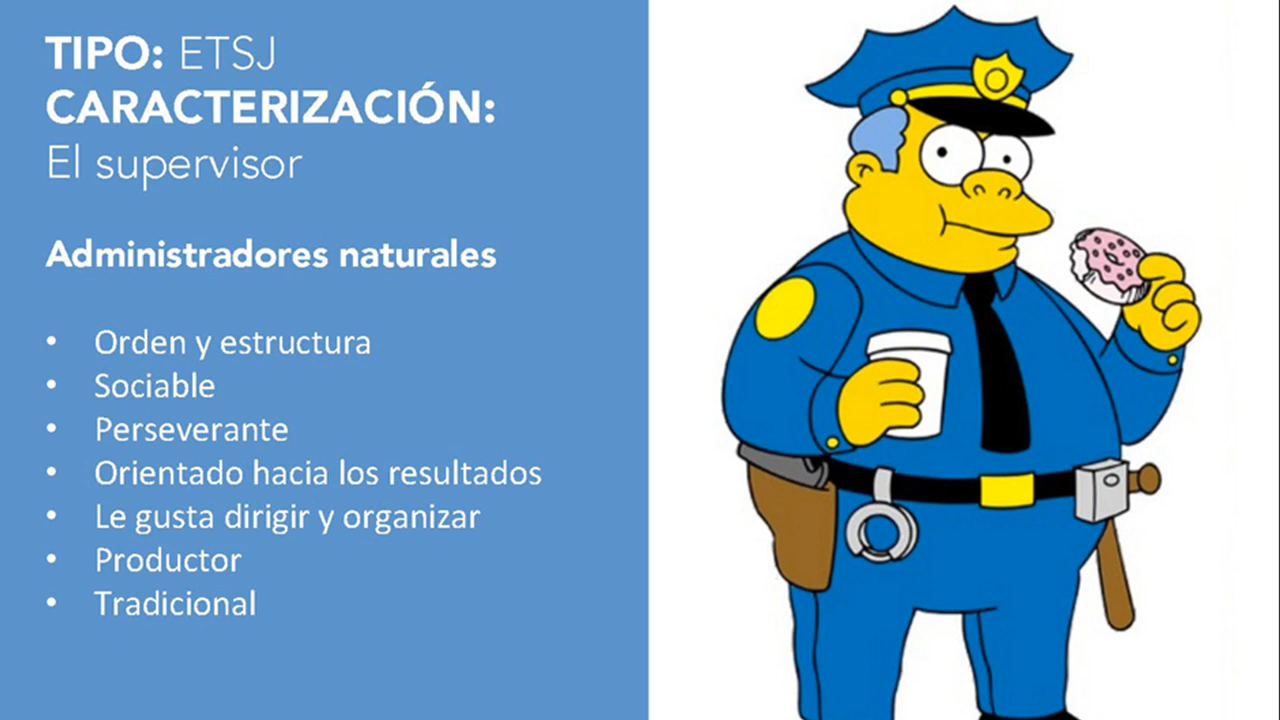 TIPO: ETSJ
CARACTERIZACIÓN:
El supervisor
Administradores naturales
• Orden y estructura
• Sociable
• Perseverante
• Orientado hacia los resultados
• Le gusta dirigir y organizar
• Productor
• Tradicional